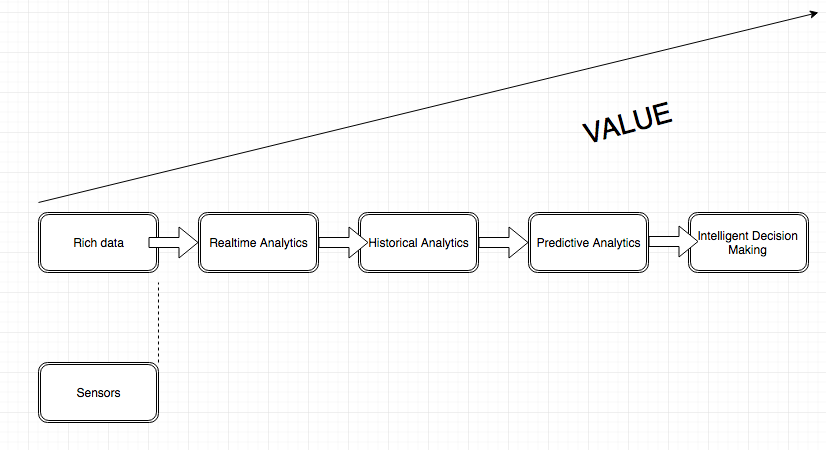 VALUE
Rich data
Realtime Analytics
Historical Analytics
Predictive Analytics
Intelligent Decision
Making
Sensors